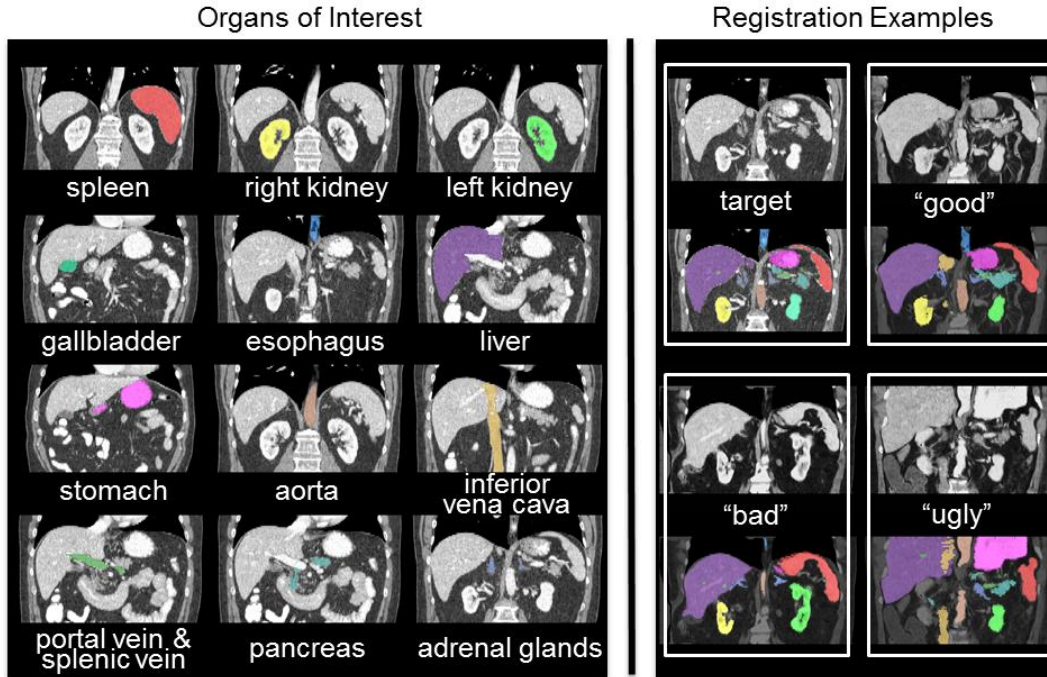 Organs of Interest
Registration Examples
spleen
right kidney
left kidney
target
“good”
gallbladder
esophagus
liver
stomach
aorta
inferior
vena cava
“bad”
“ugly”
portal vein &
splenic vein
pancreas
adrenal glands